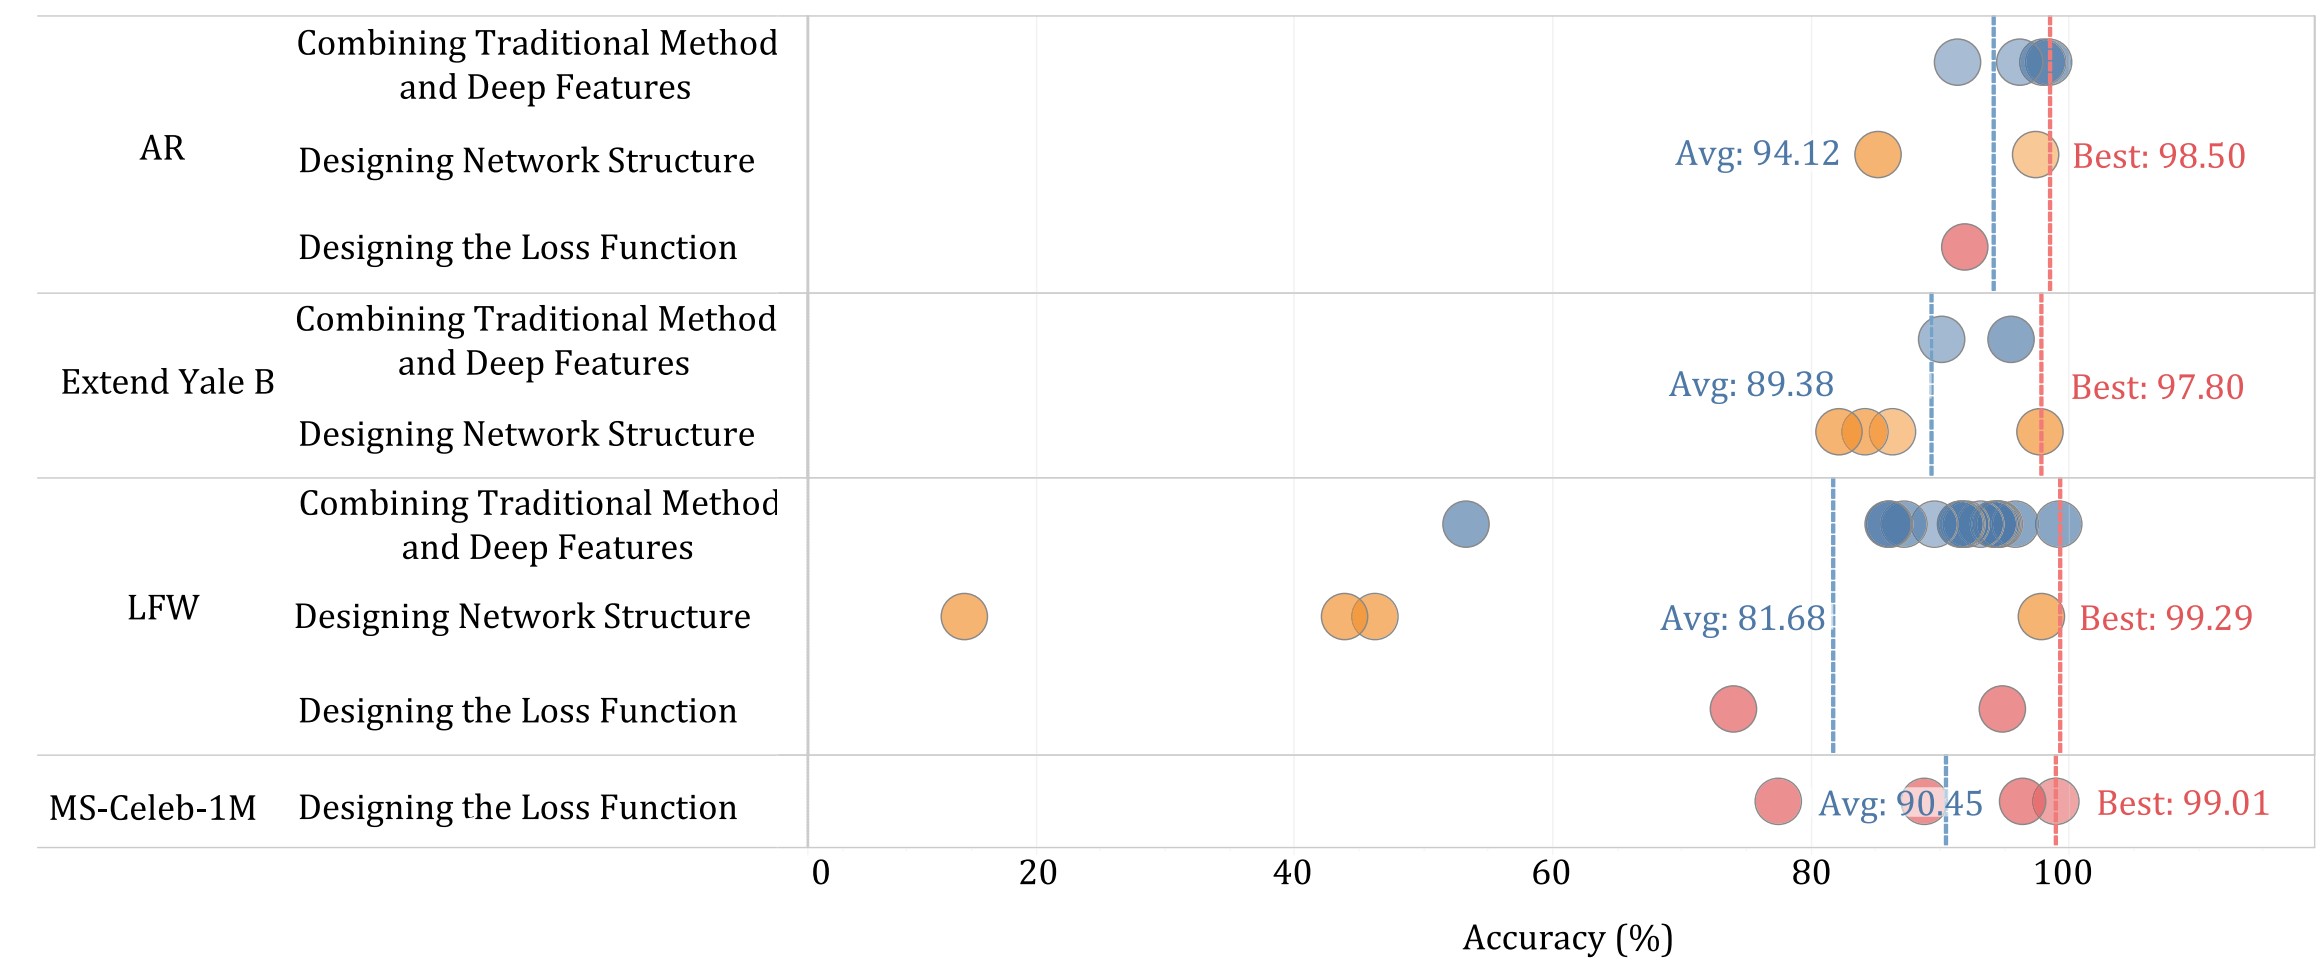 Combining Traditional Method
and Deep Features
AR
Designing Network Structure
Avg: 94.12
Best: 98.50
Designing the Loss Function
Combining Traditional Method
and Deep Features
Extend Yale B
Avg: 89.38
Best: 97.80
Designing Network Structure
Combining Traditional Method
and Deep Features
LFW
Designing Network Structure
Avg: 81.68
Best: 99.29
Designing the Loss Function
MS-Celeb-1M
Designing the Loss Function
Avg: 90.45
Best: 99.01
0 20 40 60 80 100
Accuracy (%)